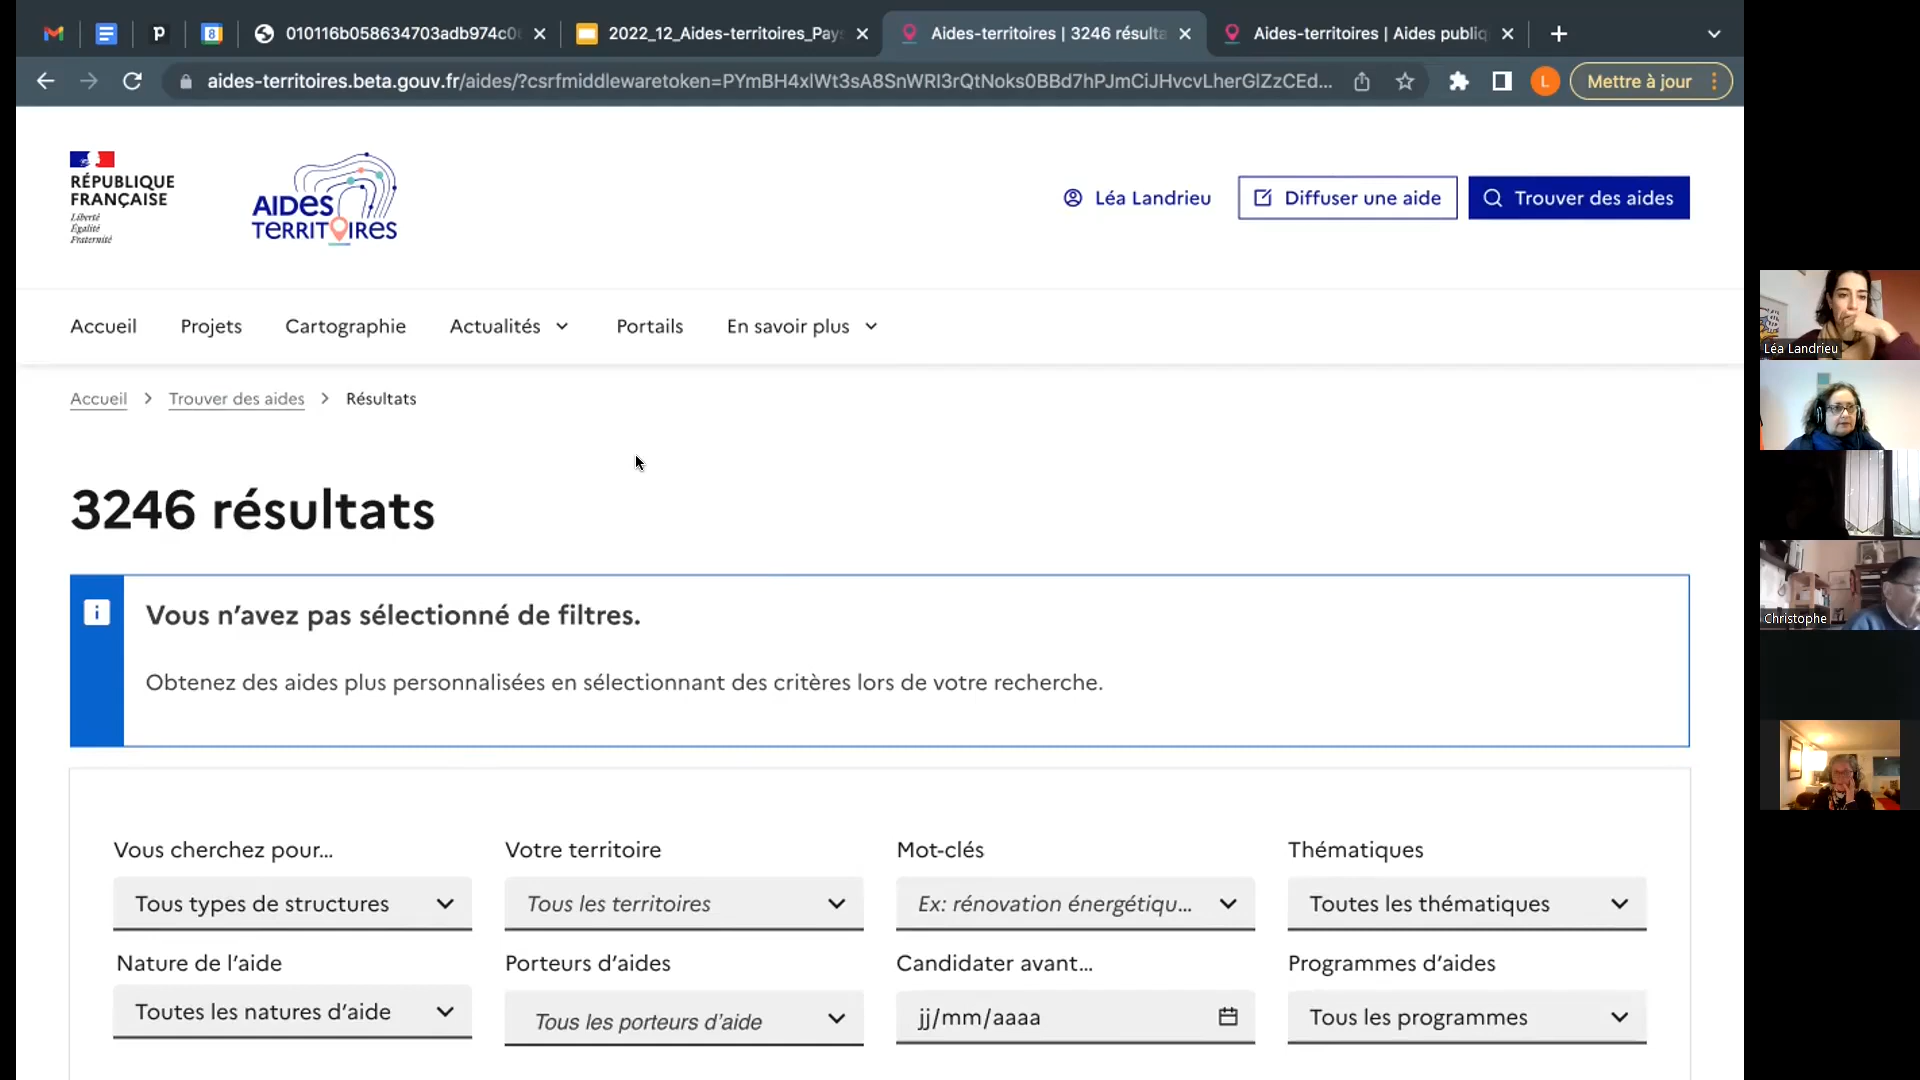 010116b058634703adb974c0
2022_12_Aides-territoires_Pay
Aides-territoires | 3246 résulta
Aides-territoires | Aides publiq
aides-territoires.beta.gouv.fr/aides/?csrfmiddlewaretoken=PYmBH4xlWt3sA8SnWRI3rQtNoks0BBd7hPJmCiJHvcvLherGlZzCEd...
L
Mettre à jour
RÉPUBLIQUE
FRANÇAISE
Liberté
Égalité
Fraternité
AIDES
TERRITOIRES
Léa Landrieu
Diffuser une aide
Trouver des aides
Accueil
Projets
Cartographie
Actualités
Portails
En savoir plus
Accueil > Trouver des aides > Résultats
3246 résultats
Vous n’avez pas sélectionné de filtres.
Obtenez des aides plus personnalisées en sélectionnant des critères lors de votre recherche.
Vous cherchez pour...
Votre territoire
Mot-clés
Thématiques
Tous types de structures
Tous les territoires
Ex: rénovation énergétiqu...
Toutes les thématiques
Nature de l’aide
Porteurs d’aides
Candidater avant...
Programmes d’aides
Toutes les natures d’aide
Tous les porteurs d’aide
jj/mm/aaaa
Tous les programmes
Léa Landrieu
Christophe